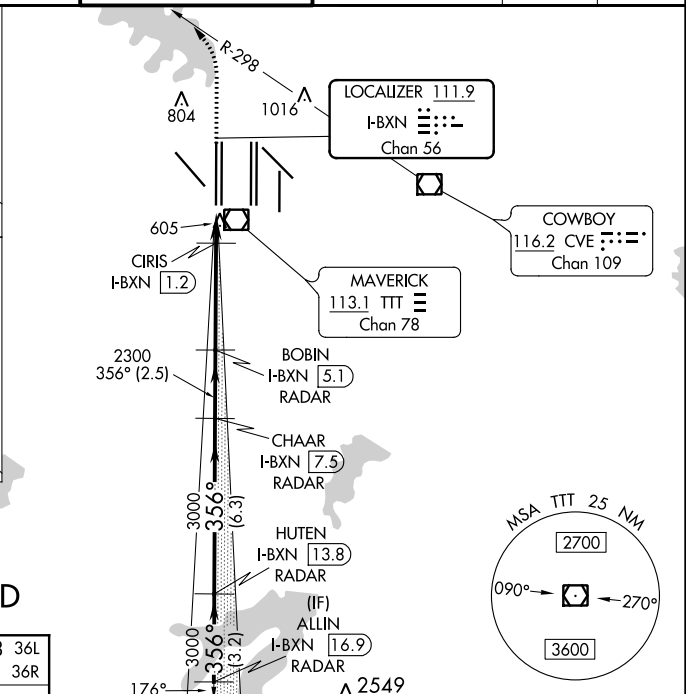 R-298
804
1016
LOCALIZER 111.9
I-BXN
Chan 56
605
CIRIS
I-BXN 1.2
COWBOY
116.2 CVE
Chan 109
MAVERICK
113.1 TTT
Chan 78
2300
356° (2.5)
BOBIN
I-BXN 5.1
RADAR
CHAAR
I-BXN 7.5
RADAR
3000
356°
(6.3)
MSA TTT 25 NM
2700
090°
270°
3600
HUTEN
I-BXN 13.8
RADAR
(IF)
ALLIN
I-BXN 16.9
RADAR
3000
356°
(3.2)
D
36L
36R
176°
2549